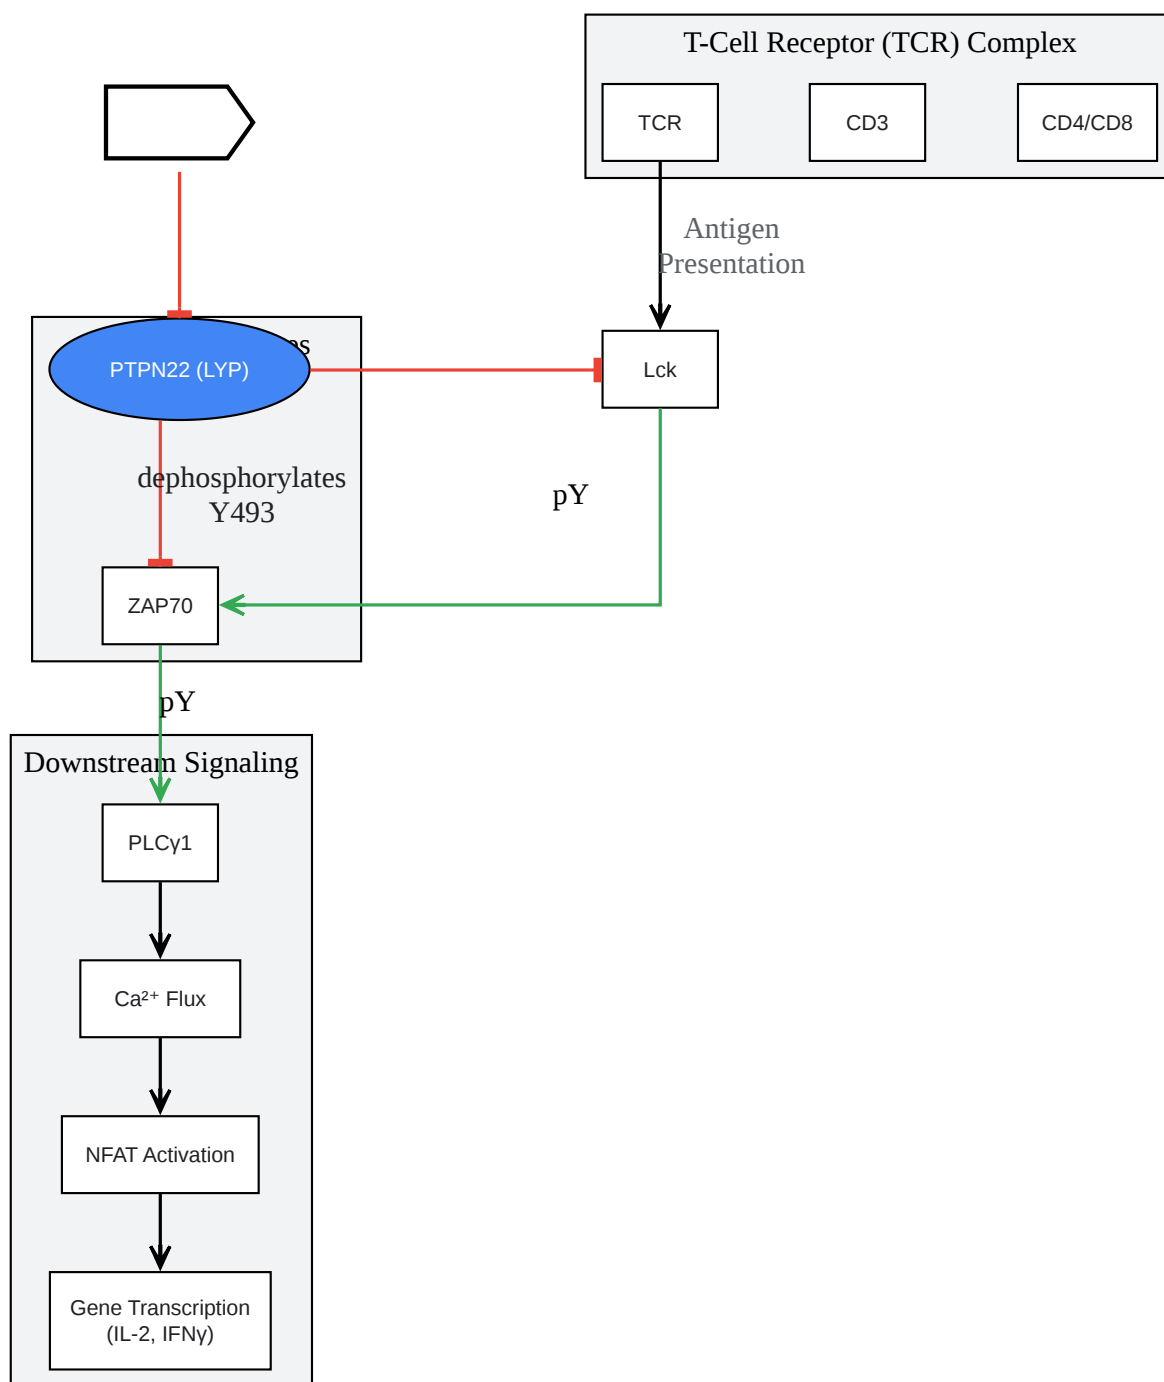 T-Cell Receptor (TCR) Complex
TCR
CD3
CD4/CD8
Antigen
Presentation
PTPN22 (LYP)
Lck
dephosphorylates
Y493
pY
ZAP70
pY
Downstream Signaling
PLCγ1
Ca²⁺ Flux
NFAT Activation
Gene Transcription
(IL-2, IFNγ)